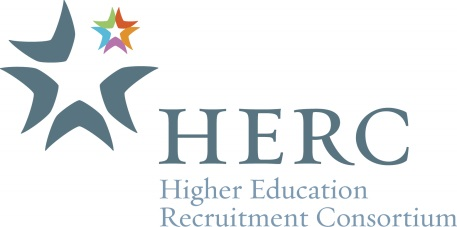 HERC
Higher Education
Recruitment Consortium